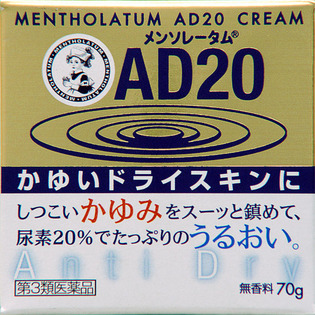 MENTHOLATUM AD20 CREAM
メンソレータム®
AD20
MENTHOLATUM
MENTHOLATUM
かゆいドライスキンに
しつこいかゆみをスーッと鎮めて、
尿素20%でたっぷりのうるおい。
Anti Dry
第3類医薬品
無香料 70g